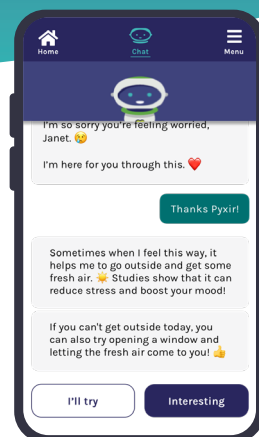 Home
Chat
Menu
I'm so sorry you're feeling worried,
Janet. 😢
I'm here for you through this. ❤️
Thanks Pyxir!
Sometimes when I feel this way, it
helps me to go outside and get some
fresh air. ☀️ Studies show that it can
reduce stress and boost your mood!
If you can't get outside today, you
can also try opening a window and
letting the fresh air come to you! 👍
I'll try
Interesting